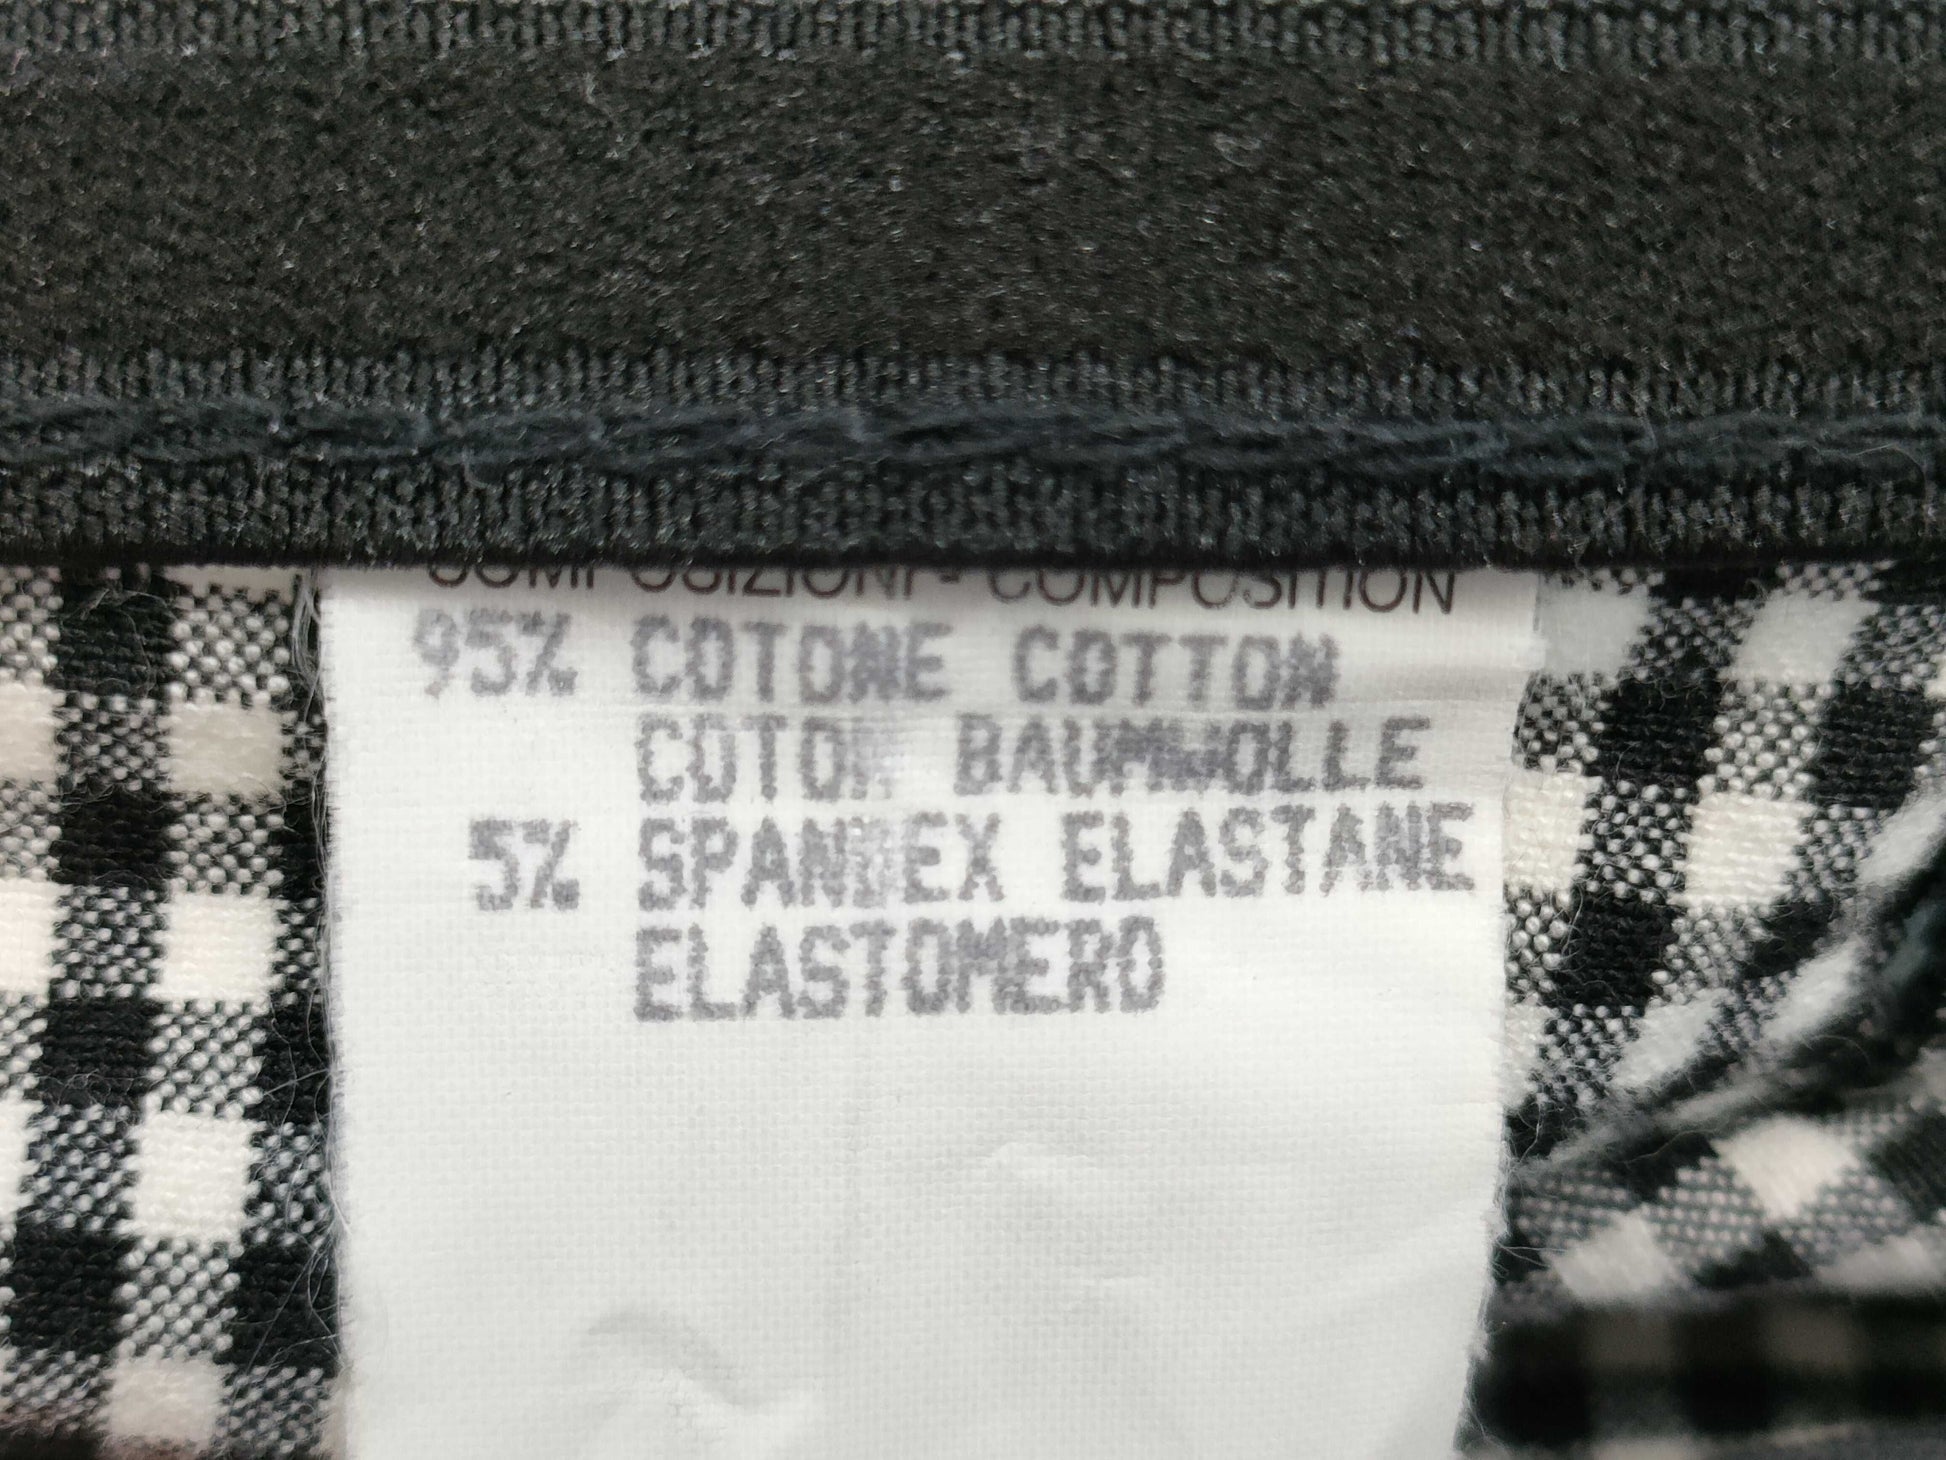 COMPOSIZIONI - COMPOSITION
95% COTONE COTTON
COTON BAUMWOLLE
5% SPANDEX ELASTANE
ELASTOMERO